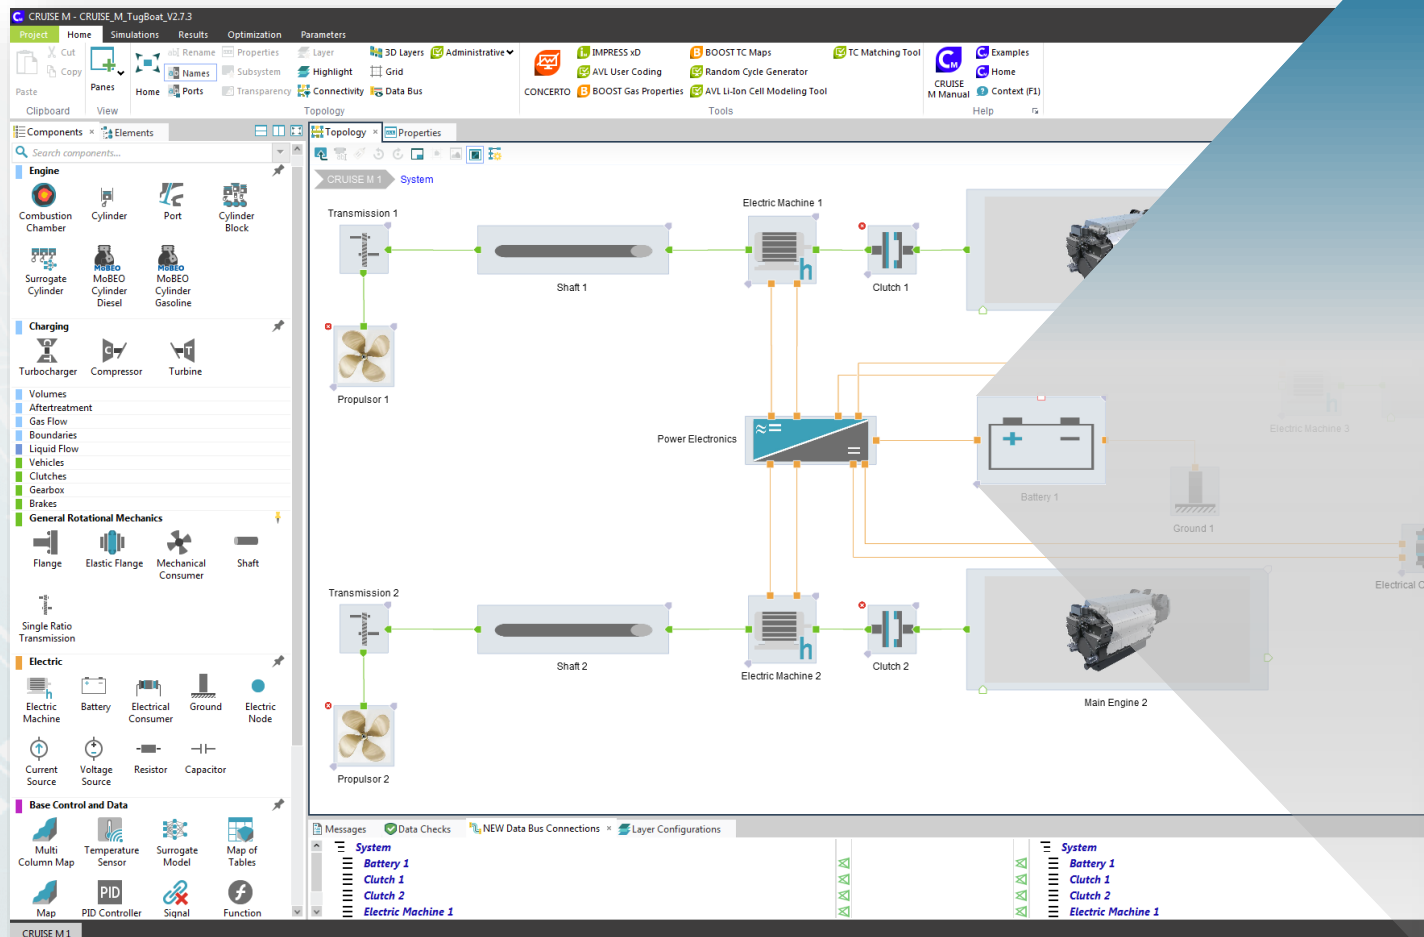 CRUISE M - CRUISE_M_TugBoat_V2.7.3
Project Home Simulations Results Optimization Parameters
Cut
Copy
Paste
Clipboard
Panes
View
Home
Rename
Names
Ports
Properties
Subsystem
Transparency
Layer
Highlight
Connectivity
3D Layers
Grid
Data Bus
Administrative
Topology
CONCERTO
IMPRESS xD
AVL User Coding
BOOST Gas Properties
BOOST TC Maps
Random Cycle Generator
AVL Li-Ion Cell Modeling Tool
TC Matching Tool
Tools
CRUISE
M Manual
Examples
Home
Context (F1)
Help
Components
Elements
Search components...
Engine
Combustion
Chamber
Cylinder
Port
Cylinder
Block
Surrogate
Cylinder
MoBEO
MoBEO
Cylinder
Diesel
MoBEO
MoBEO
Cylinder
Gasoline
Charging
Turbocharger
Compressor
Turbine
Volumes
Aftertreatment
Gas Flow
Boundaries
Liquid Flow
Vehicles
Clutches
Gearbox
Brakes
General Rotational Mechanics
Flange
Elastic Flange
Mechanical
Consumer
Shaft
Single Ratio
Transmission
Electric
Electric
Machine
Battery
Electrical
Consumer
Ground
Electric
Node
Current
Source
Voltage
Source
Resistor
Capacitor
Base Control and Data
Multi
Column Map
Temperature
Sensor
Surrogate
Model
Map of
Tables
Map
PID
PID Controller
Signal
Function
Topology
Properties
CRUISE M 1
System
Transmission 1
Shaft 1
Electric Machine 1
h
Clutch 1
Propulsor 1
Power Electronics
Battery 1
Electric Machine 3
Ground 1
Electrical C
Transmission 2
Shaft 2
Electric Machine 2
h
Clutch 2
Main Engine 2
Propulsor 2
Messages
Data Checks
NEW Data Bus Connections
Layer Configurations
System
Battery 1
Clutch 1
Clutch 2
Electric Machine 1
System
Battery 1
Clutch 1
Clutch 2
Electric Machine 1
CRUISE M 1